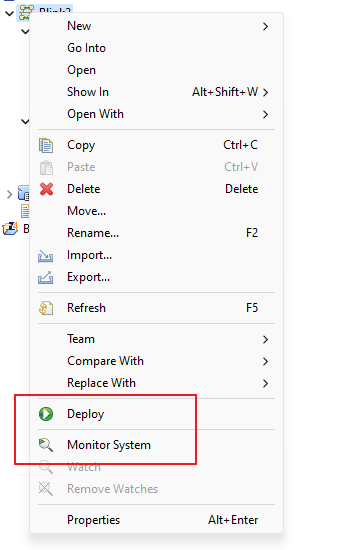 Blink2
New
Go Into
Open
Show In Alt+Shift+W
Open With
Copy Ctrl+C
Paste Ctrl+V
Delete Delete
Move...
Rename... F2
B
Import...
Export...
Refresh F5
Team
Compare With
Replace With
Deploy
Monitor System
Watch
Remove Watches
Properties Alt+Enter